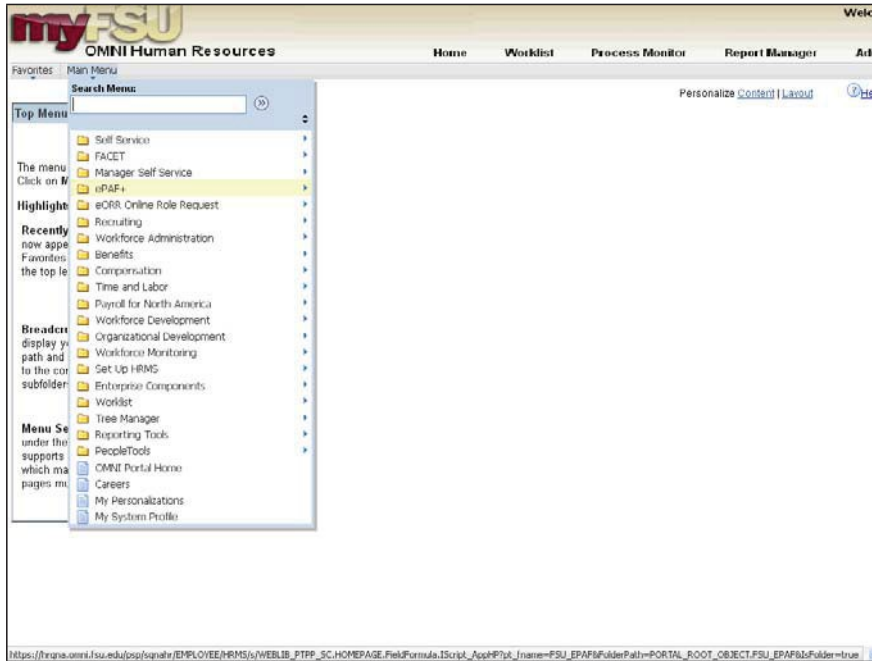 myFSU
Welc
OMNI Human Resources
Home Worklist Process Monitor Report Manager Ad
Favorites Main Menu
Search Menu:
Personalize Content | Layout
He
Top Menu
Self Service
FACET
The menu
Manager Self Service
Click on M
ePAF+
Highlight
eORR Online Role Request
Recruiting
Recently
Workforce Administration
now appe
Benefits
Favorites
Compensation
the top le
Time and Labor
Payroll for North America
Workforce Development
Breadcr
Organizational Development
display y
Workforce Monitoring
path and
Set Up HRMS
to the cor
Enterprise Components
subfolder
Worklist
Tree Manager
Menu Se
Reporting Tools
under the
PeopleTools
supports
OMNI Portal Home
which ma
Careers
pages mu
My Personalizations
My System Profile
https://hrqna.omni.fsu.edu/psp/sqnahr/EMPLOYEE/HRMS/s/WEBLIB_PTPP_SC.HOMEPAGE.FieldFormula.IScript_AppHP?pt_fname=FSU_EPAF&FolderPath=PORTAL_ROOT_OBJECT.FSU_EPAF&IsFolder=true